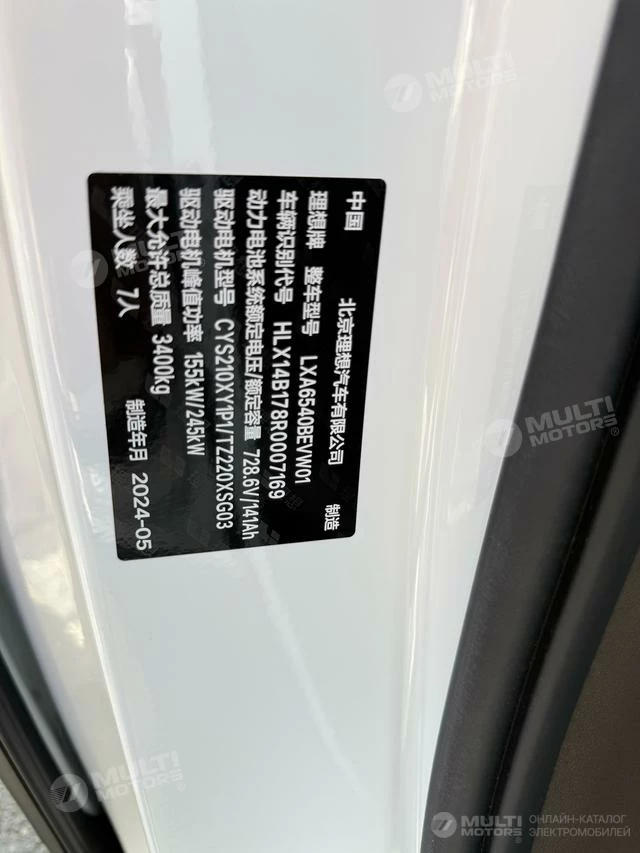 中国 北京理想汽车有限公司 制造
理想牌 整车型号 LXA6540BEVW01
车辆识别代号 HLX14B178R0007169
动力电池系统额定电压/额定容量 728.6V/141Ah
驱动电机型号 CYS210XY1P1/TZ220XSG03
驱动电机峰值功率 155kW/245kW
最大允许总质量 3400kg
乘坐人数 7人 制造年月 2024-05
MULTI MOTORS®
MULTI MOTORS®
MULTI MOTORS®
MULTI MOTORS®
ОНЛАЙН-КАТАЛОГ
ЭЛЕКТРОМОБИЛЕЙ